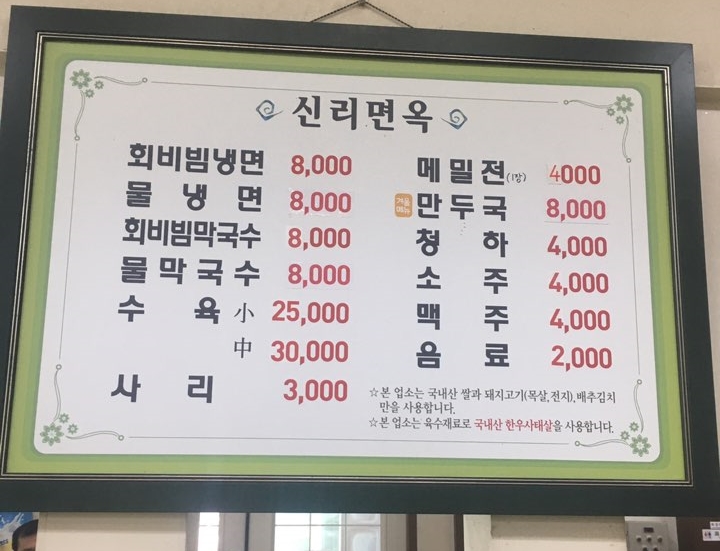 신리면옥
회비빔냉면 8,000
물냉면 8,000
회비빔막국수 8,000
물막국수 8,000
수육 小 25,000
中 30,000
사리 3,000
메밀전(1장) 4000
겨울메뉴 만두국 8,000
청하 4,000
소주 4,000
맥주 4,000
음료 2,000
☆본 업소는 국내산 쌀과 돼지고기(목살,전지),배추김치
만을 사용합니다.
☆본 업소는 육수재료로 국내산 한우사태살을 사용합니다.